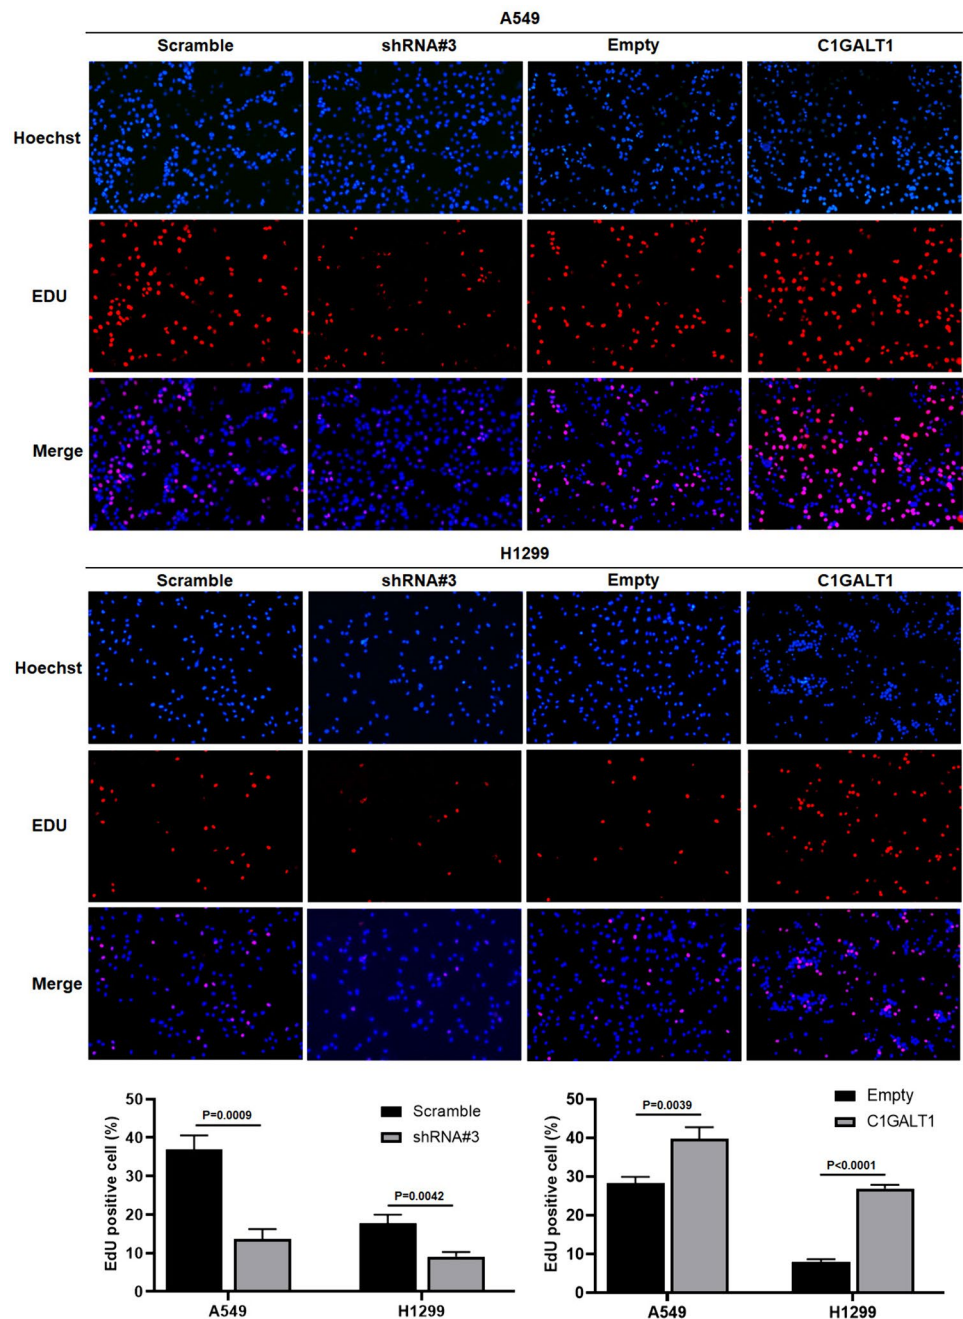 A549
Scramble shRNA#3 Empty C1GALT1
Hoechst
EDU
Merge
H1299
Scramble shRNA#3 Empty C1GALT1
Hoechst
EDU
Merge
EdU positive cell (%)
50
40
30
20
10
0
P=0.0009
P=0.0042
Scramble
shRNA#3
A549 H1299
EdU positive cell (%)
50
40
30
20
10
0
P=0.0039
P<0.0001
Empty
C1GALT1
A549 H1299